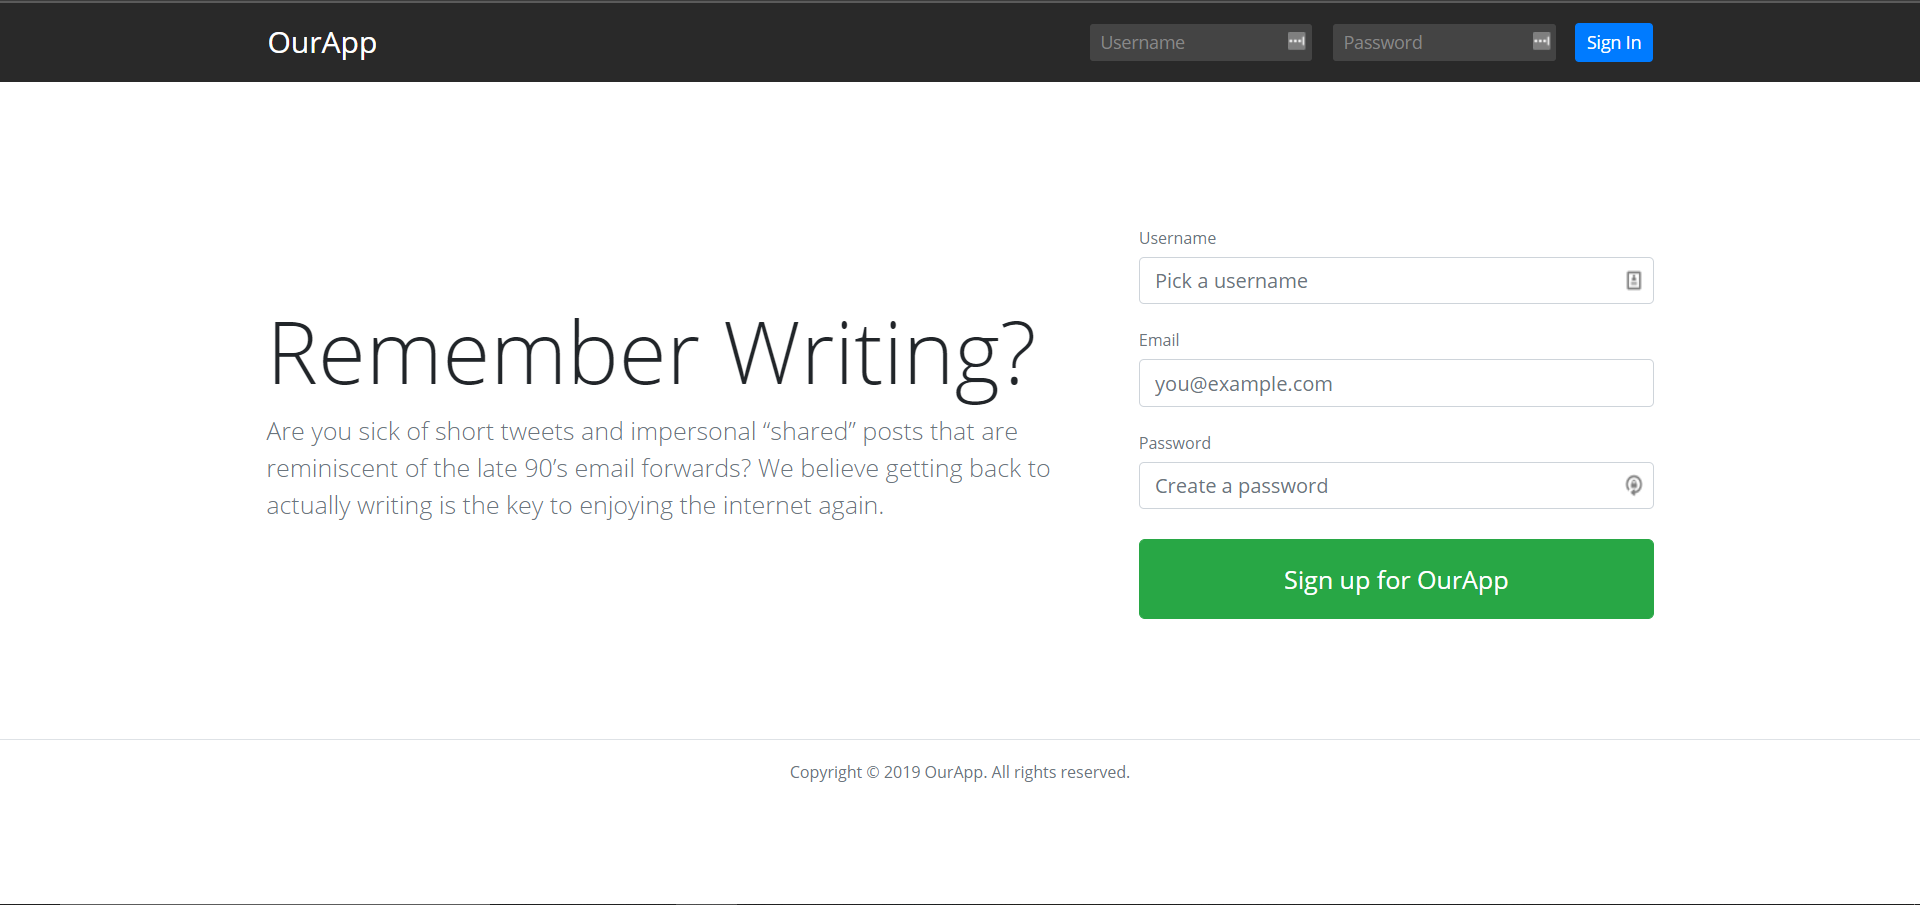 OurApp
Username
Password
Sign In
Remember Writing?
Are you sick of short tweets and impersonal “shared” posts that are
reminiscent of the late 90’s email forwards? We believe getting back to
actually writing is the key to enjoying the internet again.
Username
Pick a username
Email
you@example.com
Password
Create a password
Sign up for OurApp
Copyright © 2019 OurApp. All rights reserved.